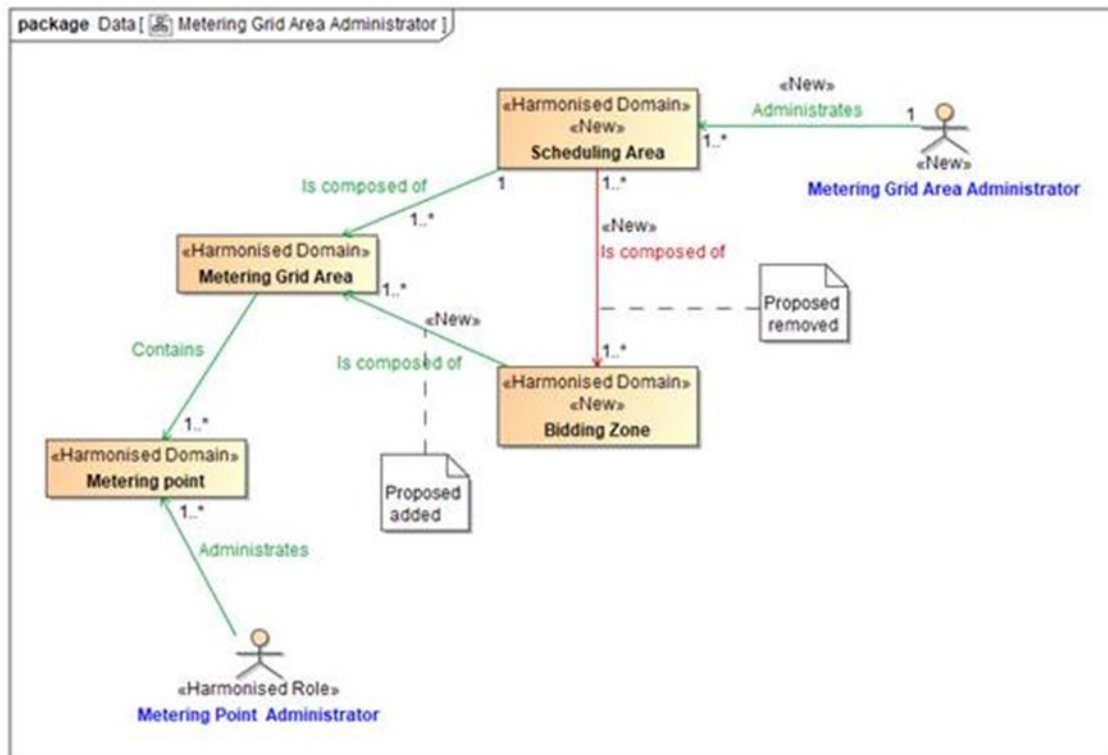 package Data [ Metering Grid Area Administrator ]
«New»
Administrates
1
1..*
«New»
Metering Grid Area Administrator
«Harmonised Domain»
«New»
Scheduling Area
1
Is composed of
1..*
1..*
«New»
Is composed of
1..*
Proposed
removed
«Harmonised Domain»
Metering Grid Area
1..*
«New»
Is composed of
Proposed
added
«Harmonised Domain»
«New»
Bidding Zone
Contains
1..*
«Harmonised Domain»
Metering point
1..*
Administrates
«Harmonised Role»
Metering Point Administrator